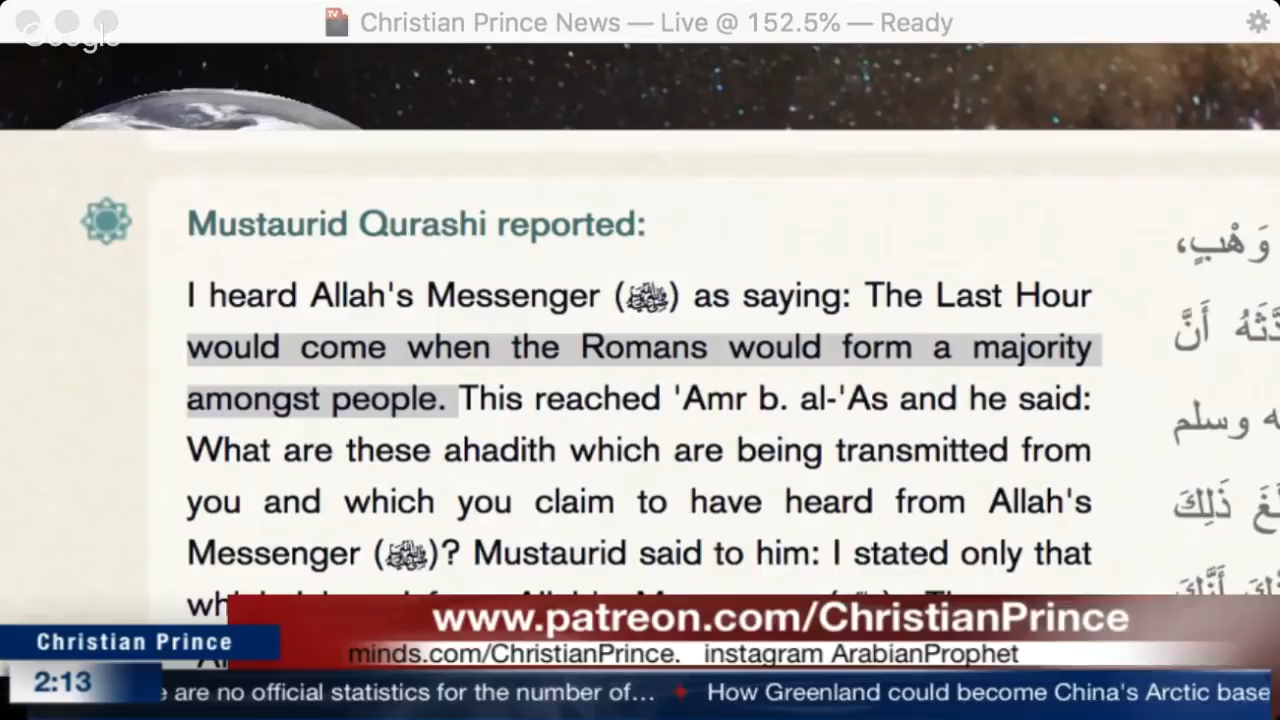 Christian Prince News — Live @ 152.5% — Ready
Google
Mustaurid Qurashi reported:
I heard Allah's Messenger (ﷺ) as saying: The Last Hour
would come when the Romans would form a majority
amongst people. This reached 'Amr b. al-'As and he said:
What are these ahadith which are being transmitted from
you and which you claim to have heard from Allah's
Messenger (ﷺ)? Mustaurid said to him: I stated only that
وَهْبٍ،
أَنَّ
ه وسلم
ذَلِكَ
www.patreon.com/ChristianPrince
Christian Prince
minds.com/ChristianPrince. instagram ArabianProphet
2:13
e are no official statistics for the number of... How Greenland could become China's Arctic base